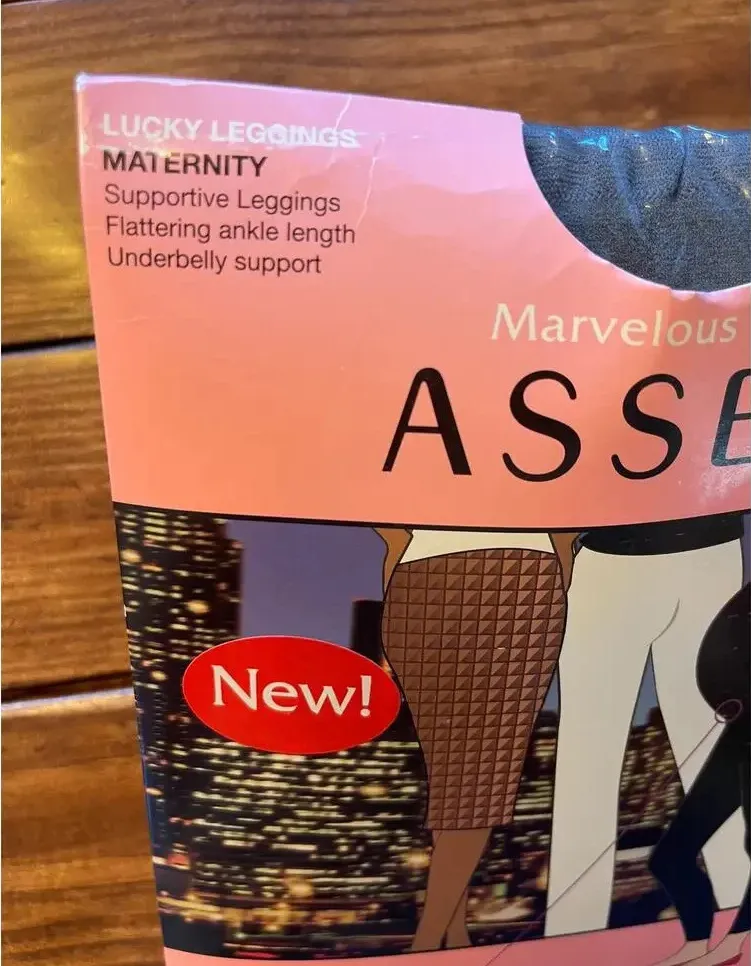 LUCKY LEGGINGS
MATERNITY
Supportive Leggings
Flattering ankle length
Underbelly support
Marvelous
ASSE
New!